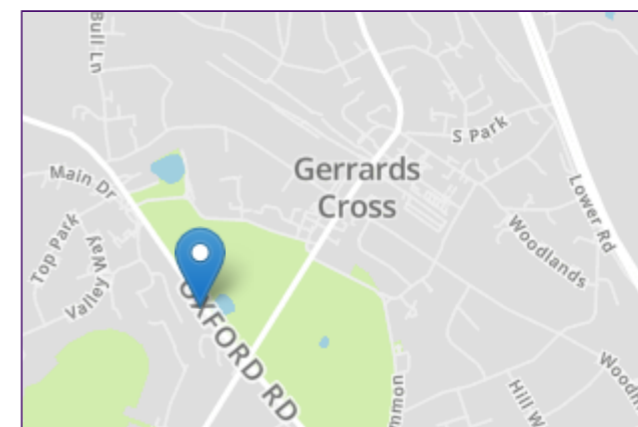 Bull Ln
S Park
Gerrards
Cross
Main Dr
Lower Rd
Top Park
Valley Way
Woodlands
OXFORD RD
Hill W